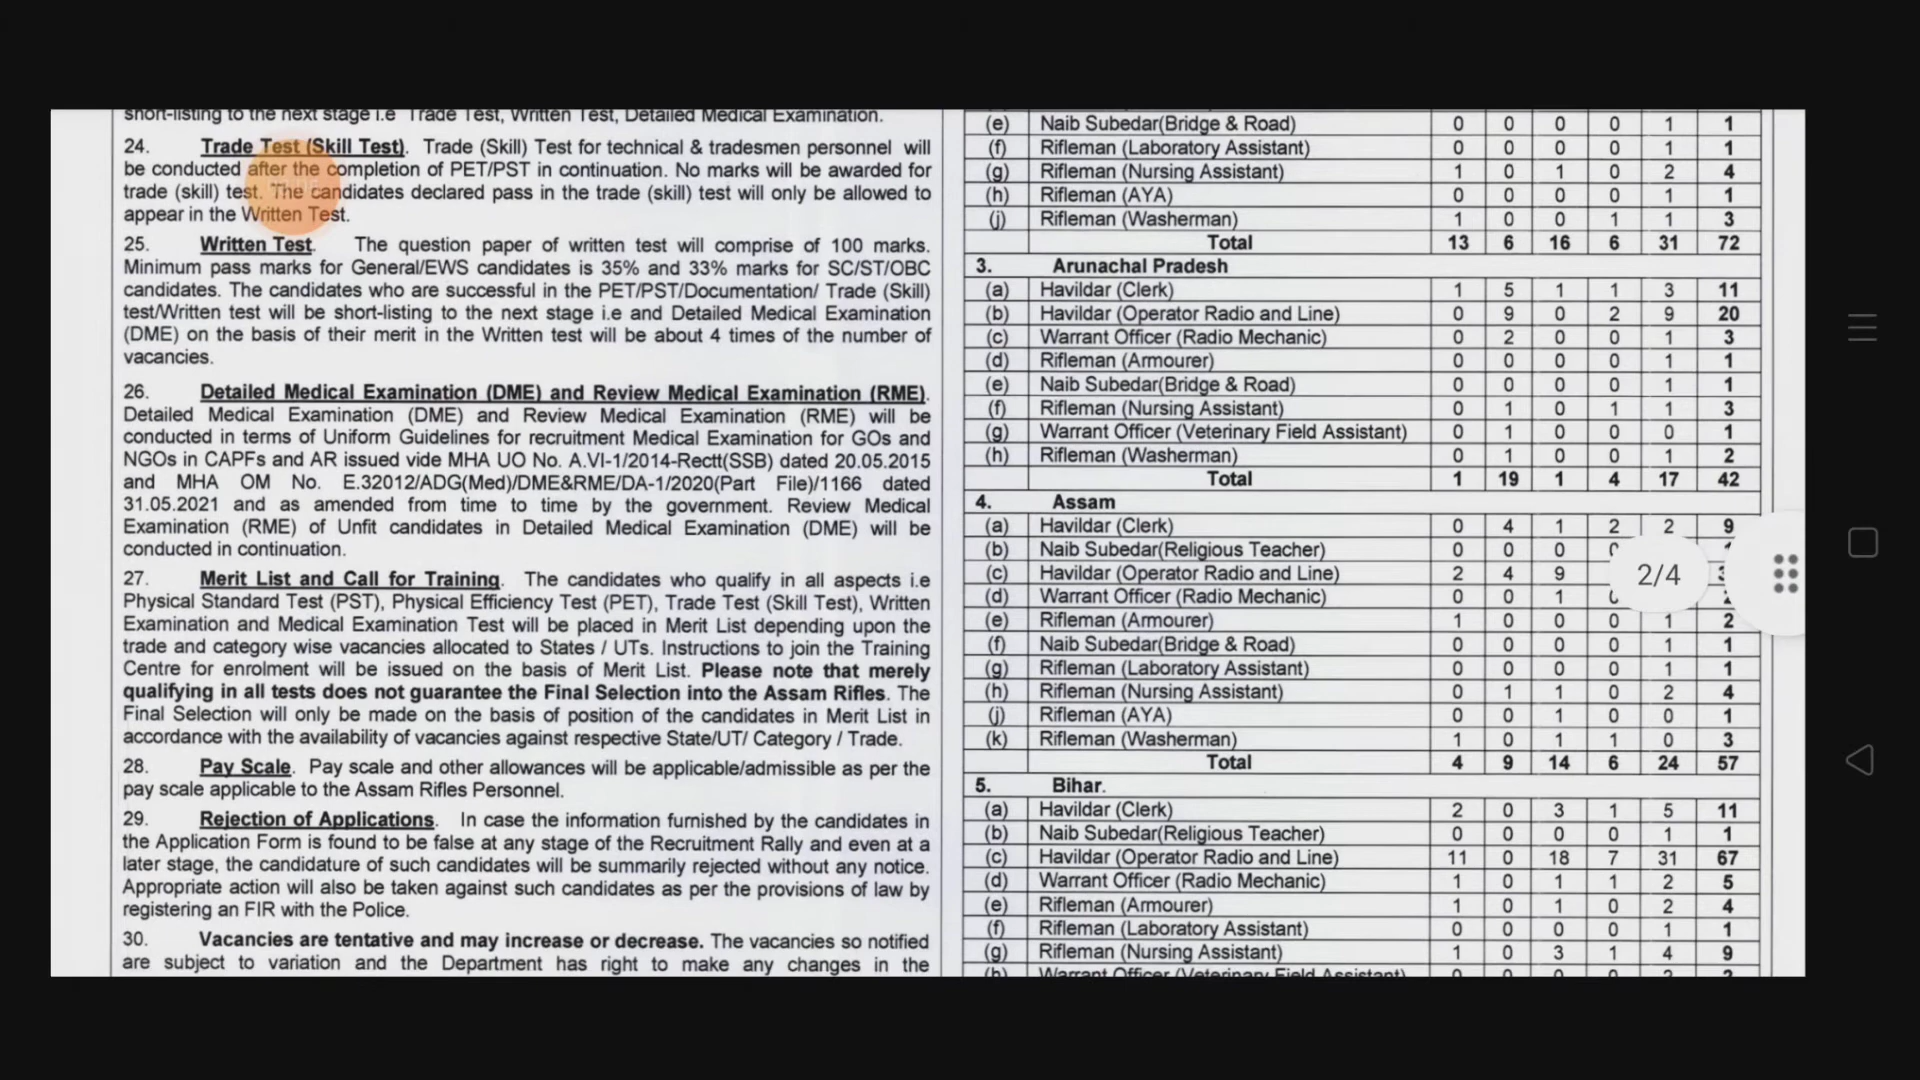 short-listing to the next stage i.e Trade Test, Written Test, Detailed Medical Examination.
24. Trade Test (Skill Test). Trade (Skill) Test for technical & tradesmen personnel will
be conducted after the completion of PET/PST in continuation. No marks will be awarded for
trade (skill) test. The candidates declared pass in the trade (skill) test will only be allowed to
appear in the Written Test.
25. Written Test. The question paper of written test will comprise of 100 marks.
Minimum pass marks for General/EWS candidates is 35% and 33% marks for SC/ST/OBC
candidates. The candidates who are successful in the PET/PST/Documentation/ Trade (Skill)
test/Written test will be short-listing to the next stage i.e and Detailed Medical Examination
(DME) on the basis of their merit in the Written test will be about 4 times of the number of
vacancies.
26. Detailed Medical Examination (DME) and Review Medical Examination (RME).
Detailed Medical Examination (DME) and Review Medical Examination (RME) will be
conducted in terms of Uniform Guidelines for recruitment Medical Examination for GOs and
NGOs in CAPFs and AR issued vide MHA UO No. A.VI-1/2014-Rectt(SSB) dated 20.05.2015
and MHA OM No. E.32012/ADG(Med)/DME&RME/DA-1/2020(Part File)/1166 dated
31.05.2021 and as amended from time to time by the government. Review Medical
Examination (RME) of Unfit candidates in Detailed Medical Examination (DME) will be
conducted in continuation.
27. Merit List and Call for Training. The candidates who qualify in all aspects i.e
Physical Standard Test (PST), Physical Efficiency Test (PET), Trade Test (Skill Test), Written
Examination and Medical Examination Test will be placed in Merit List depending upon the
trade and category wise vacancies allocated to States / UTs. Instructions to join the Training
Centre for enrolment will be issued on the basis of Merit List. Please note that merely
qualifying in all tests does not guarantee the Final Selection into the Assam Rifles. The
Final Selection will only be made on the basis of position of the candidates in Merit List in
accordance with the availability of vacancies against respective State/UT/ Category / Trade.
28. Pay Scale. Pay scale and other allowances will be applicable/admissible as per the
pay scale applicable to the Assam Rifles Personnel.
29. Rejection of Applications. In case the information furnished by the candidates in
the Application Form is found to be false at any stage of the Recruitment Rally and even at a
later stage, the candidature of such candidates will be summarily rejected without any notice.
Appropriate action will also be taken against such candidates as per the provisions of law by
registering an FIR with the Police.
30. Vacancies are tentative and may increase or decrease. The vacancies so notified
are subject to variation and the Department has right to make any changes in the
(e) Naib Subedar(Bridge & Road) 0 0 0 0 1 1
(f) Rifleman (Laboratory Assistant) 0 0 0 0 1 1
(g) Rifleman (Nursing Assistant) 1 0 1 0 2 4
(h) Rifleman (AYA) 0 0 0 0 1 1
(j) Rifleman (Washerman) 1 0 0 1 1 3
Total 13 6 16 6 31 72
3. Arunachal Pradesh
(a) Havildar (Clerk) 1 5 1 1 3 11
(b) Havildar (Operator Radio and Line) 0 9 0 2 9 20
(c) Warrant Officer (Radio Mechanic) 0 2 0 0 1 3
(d) Rifleman (Armourer) 0 0 0 0 1 1
(e) Naib Subedar(Bridge & Road) 0 0 0 0 1 1
(f) Rifleman (Nursing Assistant) 0 1 0 1 1 3
(g) Warrant Officer (Veterinary Field Assistant) 0 1 0 0 0 1
(h) Rifleman (Washerman) 0 1 0 0 1 2
Total 1 19 1 4 17 42
4. Assam
(a) Havildar (Clerk) 0 4 1 2 2 9
(b) Naib Subedar(Religious Teacher) 0 0 0
(c) Havildar (Operator Radio and Line) 2 4 9
(d) Warrant Officer (Radio Mechanic) 0 0 1
(e) Rifleman (Armourer) 1 0 0 0 1 2
(f) Naib Subedar(Bridge & Road) 0 0 0 0 1 1
(g) Rifleman (Laboratory Assistant) 0 0 0 0 1 1
(h) Rifleman (Nursing Assistant) 0 1 1 0 2 4
(j) Rifleman (AYA) 0 0 1 0 0 1
(k) Rifleman (Washerman) 1 0 1 1 0 3
Total 4 9 14 6 24 57
5. Bihar.
(a) Havildar (Clerk) 2 0 3 1 5 11
(b) Naib Subedar(Religious Teacher) 0 0 0 0 1 1
(c) Havildar (Operator Radio and Line) 11 0 18 7 31 67
(d) Warrant Officer (Radio Mechanic) 1 0 1 1 2 5
(e) Rifleman (Armourer) 1 0 1 0 2 4
(f) Rifleman (Laboratory Assistant) 0 0 0 0 1 1
(g) Rifleman (Nursing Assistant) 1 0 3 1 4 9
(h) Warrant Officer (Veterinary Field Assistant) 0 0 0 0 2 2
2/4